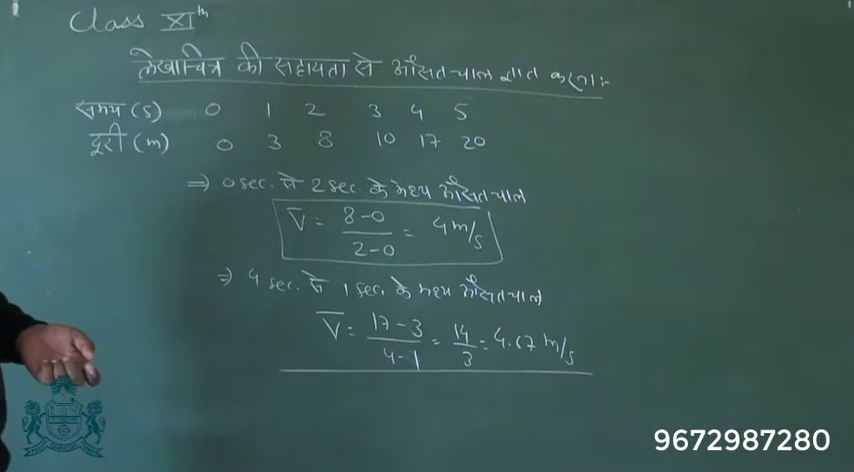 Class XIth
लेखाचित्र की सहायता से औसत चाल ज्ञात करना :-
समय (s) 0 1 2 3 4 5
दूरी (m) 0 3 8 10 17 20
⇒ 0 sec. से 2 sec. के मध्य औसत चाल
V̅ = 8-0/2-0 = 4 m/s
⇒ 4 sec. से 1 sec. के मध्य औसत चाल
V̅ = 17-3/4-1 = 14/3 = 4.67 m/s
9672987280